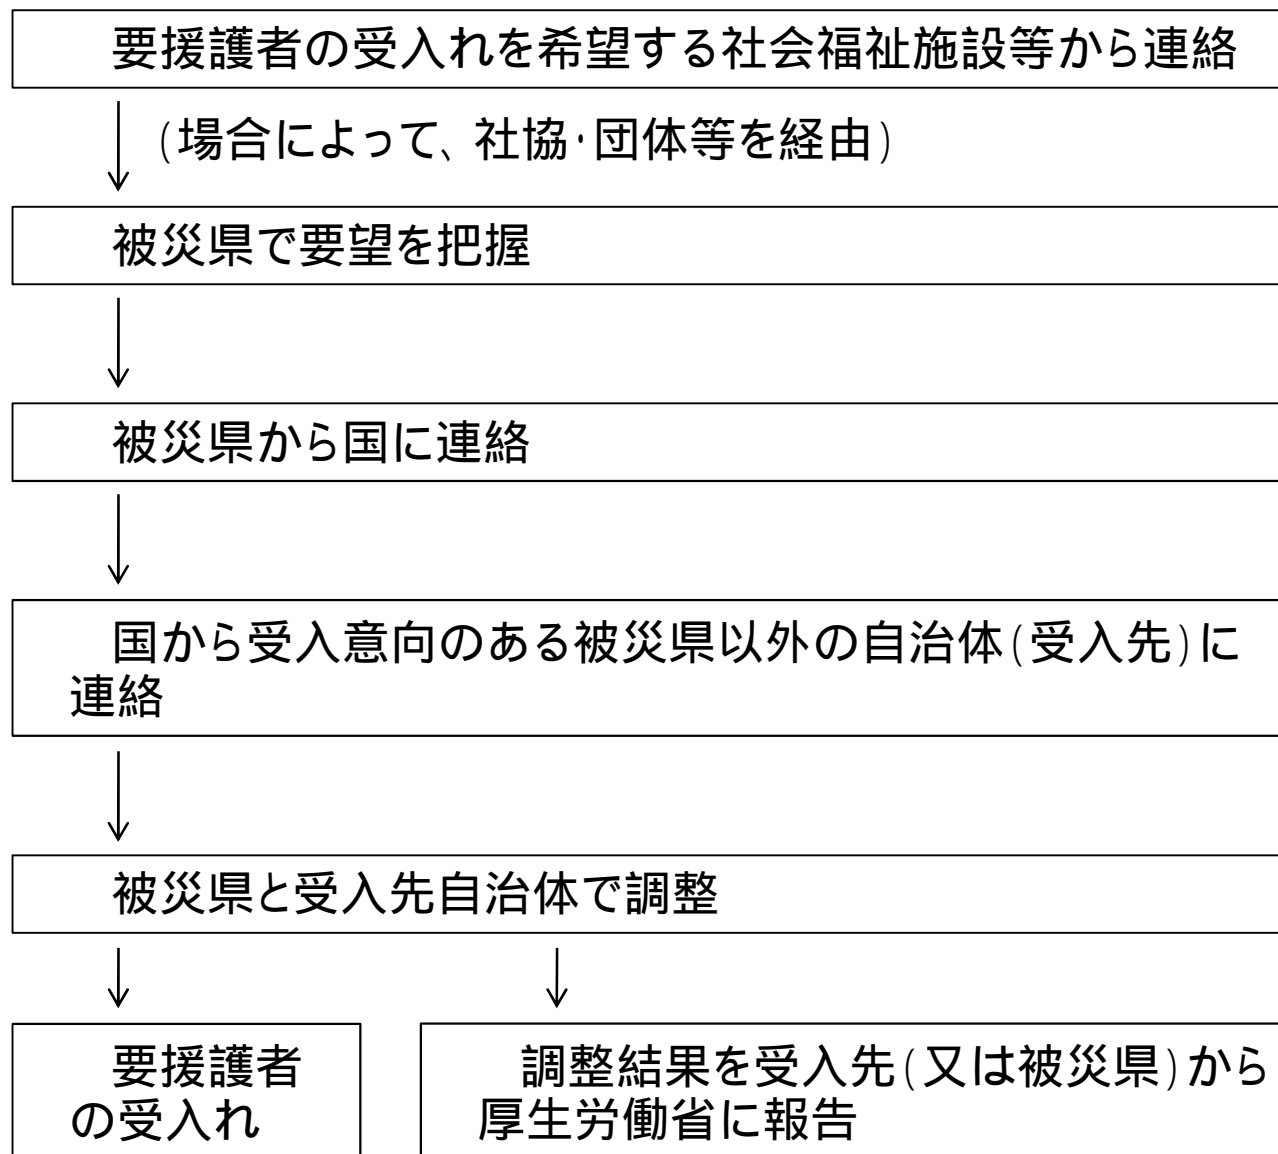 要援護者の受入れを希望する社会福祉施設等から連絡
(場合によって、社協・団体等を経由)
被災県で要望を把握
被災県から国に連絡
国から受入意向のある被災県以外の自治体(受入先)に
連絡
被災県と受入先自治体で調整
要援護者
の受入れ
調整結果を受入先(又は被災県)から
厚生労働省に報告